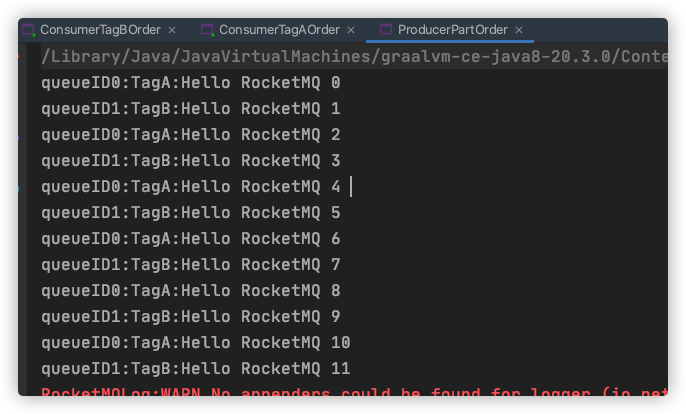 ConsumerTagBOrder × ConsumerTagAOrder × ProducerPartOrder ×
/Library/Java/JavaVirtualMachines/graalvm-ce-java8-20.3.0/Conte
queueID0:TagA:Hello RocketMQ 0
queueID1:TagB:Hello RocketMQ 1
queueID0:TagA:Hello RocketMQ 2
queueID1:TagB:Hello RocketMQ 3
queueID0:TagA:Hello RocketMQ 4
queueID1:TagB:Hello RocketMQ 5
queueID0:TagA:Hello RocketMQ 6
queueID1:TagB:Hello RocketMQ 7
queueID0:TagA:Hello RocketMQ 8
queueID1:TagB:Hello RocketMQ 9
queueID0:TagA:Hello RocketMQ 10
queueID1:TagB:Hello RocketMQ 11
RocketMQLog:WARN No appenders could be found for logger (io.net